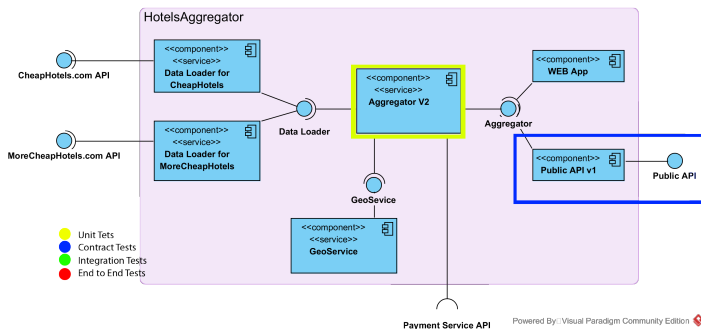 HotelsAggregator
<<component>>
<<service>>
Data Loader for
CheapHotels
CheapHotels.com API
<<component>>
<<service>>
Aggregator V2
<<component>>
WEB App
Data Loader
Aggregator
<<component>>
<<service>>
Data Loader for
MoreCheapHotels
MoreCheapHotels.com API
<<component>>
Public API v1
Public API
GeoSevice
<<component>>
<<service>>
GeoService
Unit Tets
Contract Tests
Integration Tests
End to End Tests
Payment Service API
Powered By Visual Paradigm Community Edition